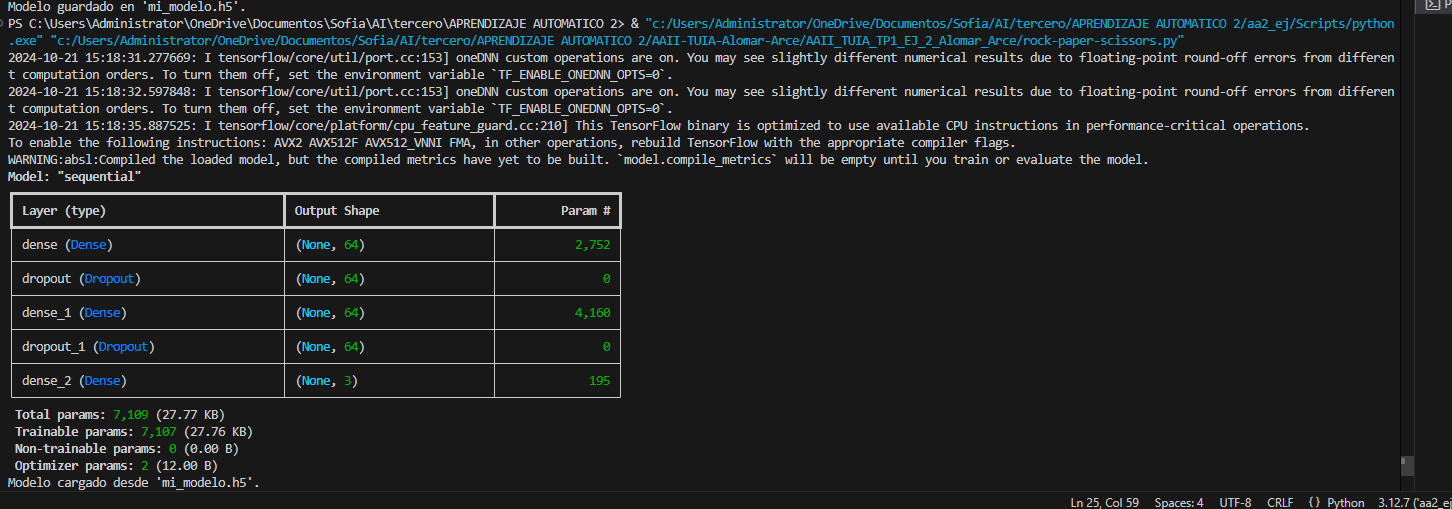 Modelo guardado en 'mi_modelo.h5'.
PS C:\Users\Administrator\OneDrive\Documentos\Sofia\AI\tercero\APRENDIZAJE AUTOMATICO 2> & "c:/Users/Administrator/OneDrive/Documentos/Sofia/AI/tercero/APRENDIZAJE AUTOMATICO 2/aa2_ej/Scripts/python
.exe" "c:/Users/Administrator/OneDrive/Documentos/Sofia/AI/tercero/APRENDIZAJE AUTOMATICO 2/AAII-TUIA-Alomar-Arce/AAII_TUIA_TP1_EJ_2_Alomar_Arce/rock-paper-scissors.py"
2024-10-21 15:18:31.277669: I tensorflow/core/util/port.cc:153] oneDNN custom operations are on. You may see slightly different numerical results due to floating-point round-off errors from differen
t computation orders. To turn them off, set the environment variable `TF_ENABLE_ONEDNN_OPTS=0`.
2024-10-21 15:18:32.597848: I tensorflow/core/util/port.cc:153] oneDNN custom operations are on. You may see slightly different numerical results due to floating-point round-off errors from differen
t computation orders. To turn them off, set the environment variable `TF_ENABLE_ONEDNN_OPTS=0`.
2024-10-21 15:18:35.887525: I tensorflow/core/platform/cpu_feature_guard.cc:210] This TensorFlow binary is optimized to use available CPU instructions in performance-critical operations.
To enable the following instructions: AVX2 AVX512F AVX512_VNNI FMA, in other operations, rebuild TensorFlow with the appropriate compiler flags.
WARNING:absl:Compiled the loaded model, but the compiled metrics have yet to be built. `model.compile_metrics` will be empty until you train or evaluate the model.
Model: "sequential"
Layer (type) Output Shape Param #
dense (Dense) (None, 64) 2,752
dropout (Dropout) (None, 64) 0
dense_1 (Dense) (None, 64) 4,160
dropout_1 (Dropout) (None, 64) 0
dense_2 (Dense) (None, 3) 195
Total params: 7,109 (27.77 KB)
Trainable params: 7,107 (27.76 KB)
Non-trainable params: 0 (0.00 B)
Optimizer params: 2 (12.00 B)
Modelo cargado desde 'mi_modelo.h5'.
Ln 25, Col 59 Spaces: 4 UTF-8 CRLF {} Python 3.12.7 ('aa2_ej